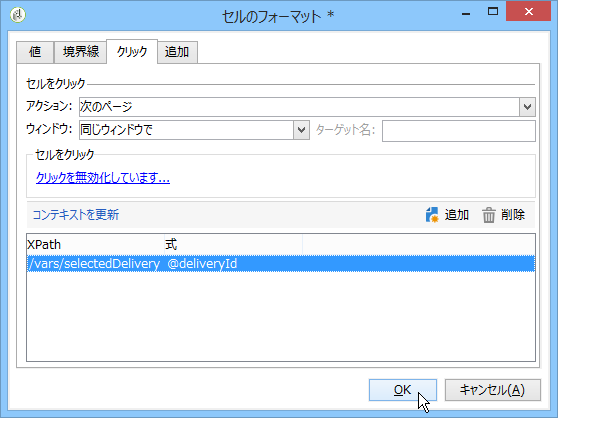 セルのフォーマット *
値 境界線 クリック 追加
セルをクリック
アクション: 次のページ
ウィンドウ: 同じウィンドウで ターゲット名:
セルをクリック
クリックを無効化しています...
コンテキストを更新 追加 削除
XPath 式
/vars/selectedDelivery @deliveryId
OK キャンセル(A)